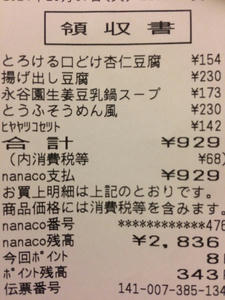 領収書
とろける口どけ杏仁豆腐 ¥154
揚げ出し豆腐 ¥230
永谷園生姜豆乳鍋スープ ¥173
とうふそうめん風 ¥230
ﾋﾔﾔﾂｺｾﾂﾄ ¥142
合計 ¥929
(内消費税等 ¥68)
nanaco支払 ¥929
お買上明細は上記のとおりです。
商品価格には消費税等を含みます。
nanaco番号 ************476
nanaco残高 ¥2,836
今回ﾎﾟｲﾝﾄ 8
ﾎﾟｲﾝﾄ残高 343
伝票番号 141-007-385-134